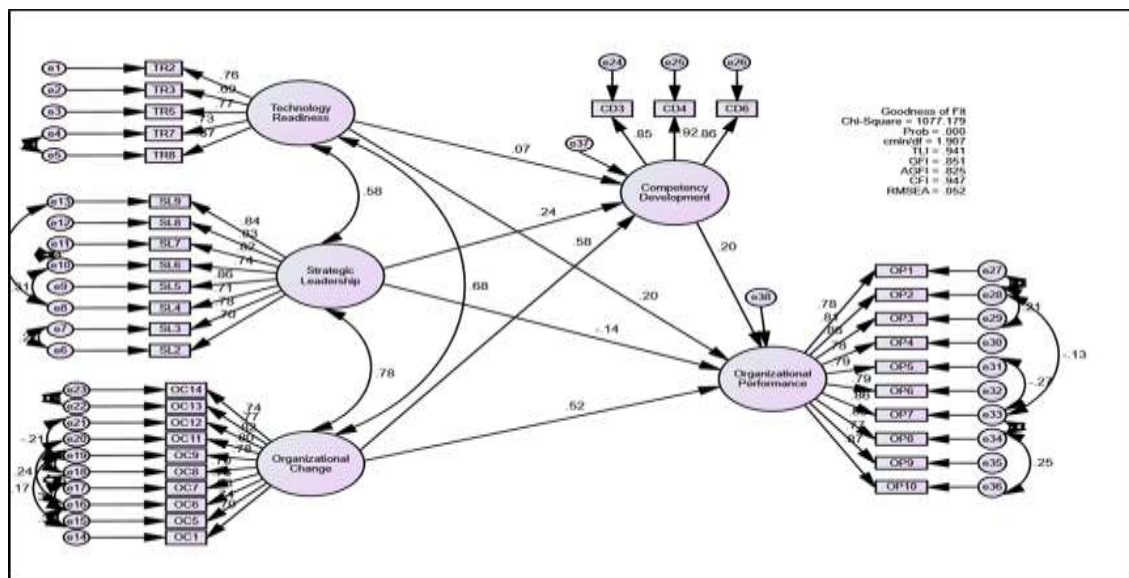 e1
TR2
.76
e2
TR3
.69
e3
TR5
.77
e4
TR7
.73
e5
TR8
Technology
Readiness
.58
e13
SL9
.84
e12
SL8
.83
e11
SL7
.82
e10
SL6
.74
e9
SL5
.86
e8
SL4
.71
e7
SL3
.78
e6
SL2
.70
Strategic
Leadership
.78
.68
e23
OC14
.74
e22
OC13
.77
e21
OC12
e20
OC11
e19
OC9
e18
OC8
e17
OC7
e16
OC6
e15
OC5
e14
OC1
-.21
.24
.17
Organizational
Change
.07
.24
.58
.20
-.14
.52
e24
e25
e26
CD3
CD4
CD6
.85
.92
.86
e37
Competency
Development
.20
e38
Organizational
Performance
OP1
e27
OP2
e28
OP3
e29
OP4
e30
OP5
e31
OP6
e32
OP7
e33
OP8
e34
OP9
e35
OP10
e36
.78
.81
.78
.79
.79
-.13
-.27
.25
Goodness of Fit
Chi-Square = 1077.179
Prob = .000
cmin/df = 1.907
TLI = .941
GFI = .851
AGFI = .825
CFI = .947
RMSEA = .052